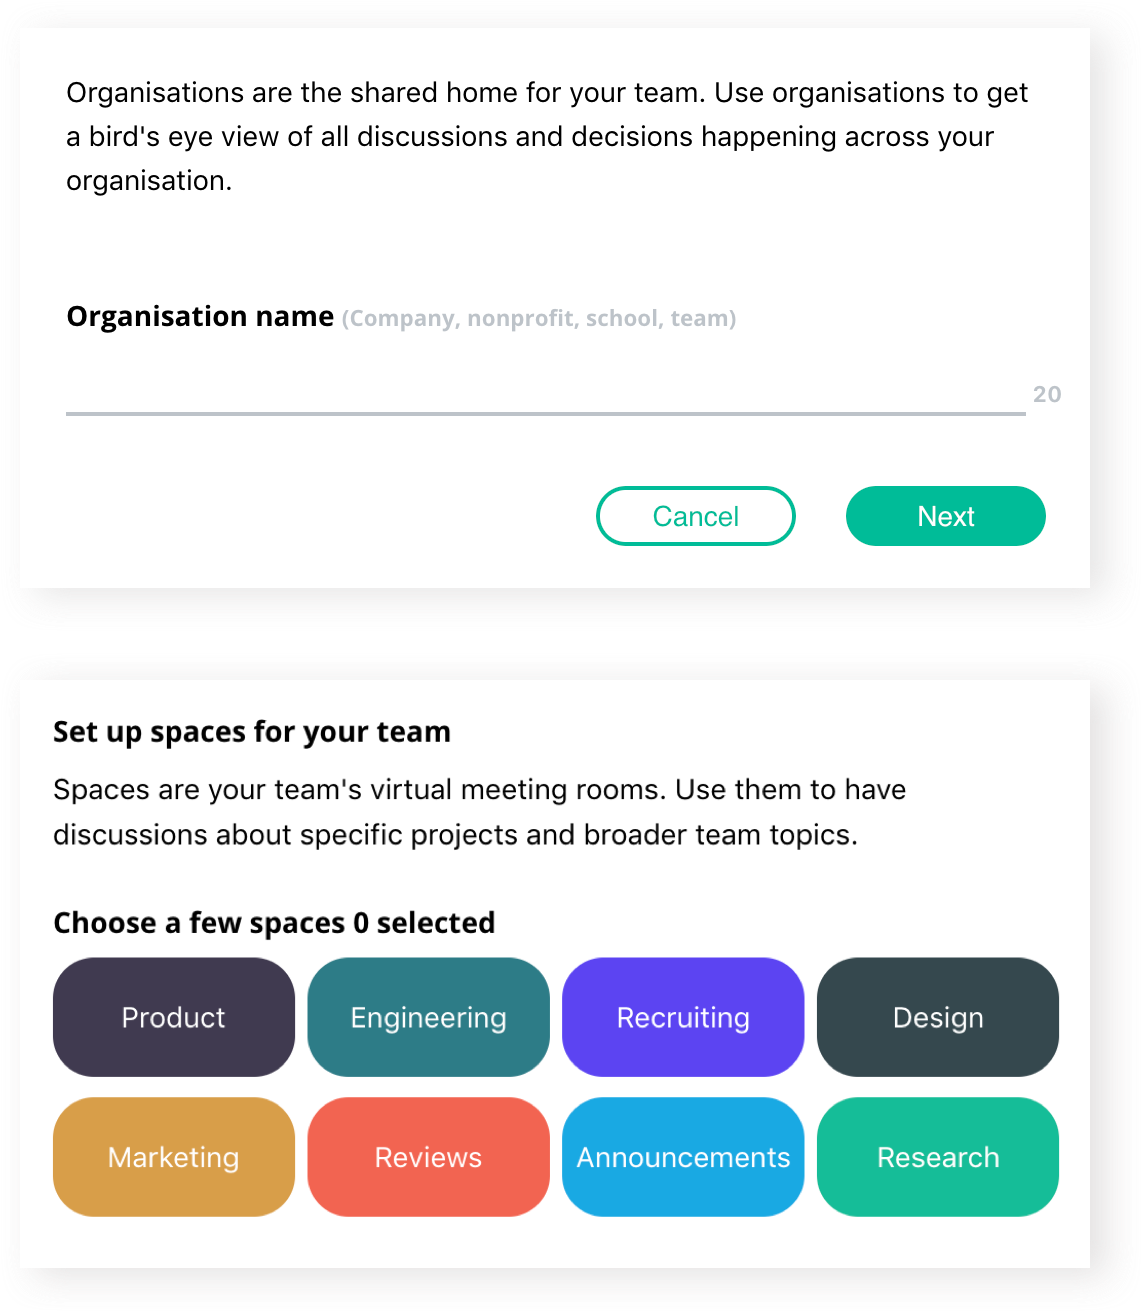 Organisations are the shared home for your team. Use organisations to get
a bird's eye view of all discussions and decisions happening across your
organisation.
Organisation name (Company, nonprofit, school, team)
20
Cancel Next
Set up spaces for your team
Spaces are your team's virtual meeting rooms. Use them to have
discussions about specific projects and broader team topics.
Choose a few spaces 0 selected
Product Engineering Recruiting Design
Marketing Reviews Announcements Research